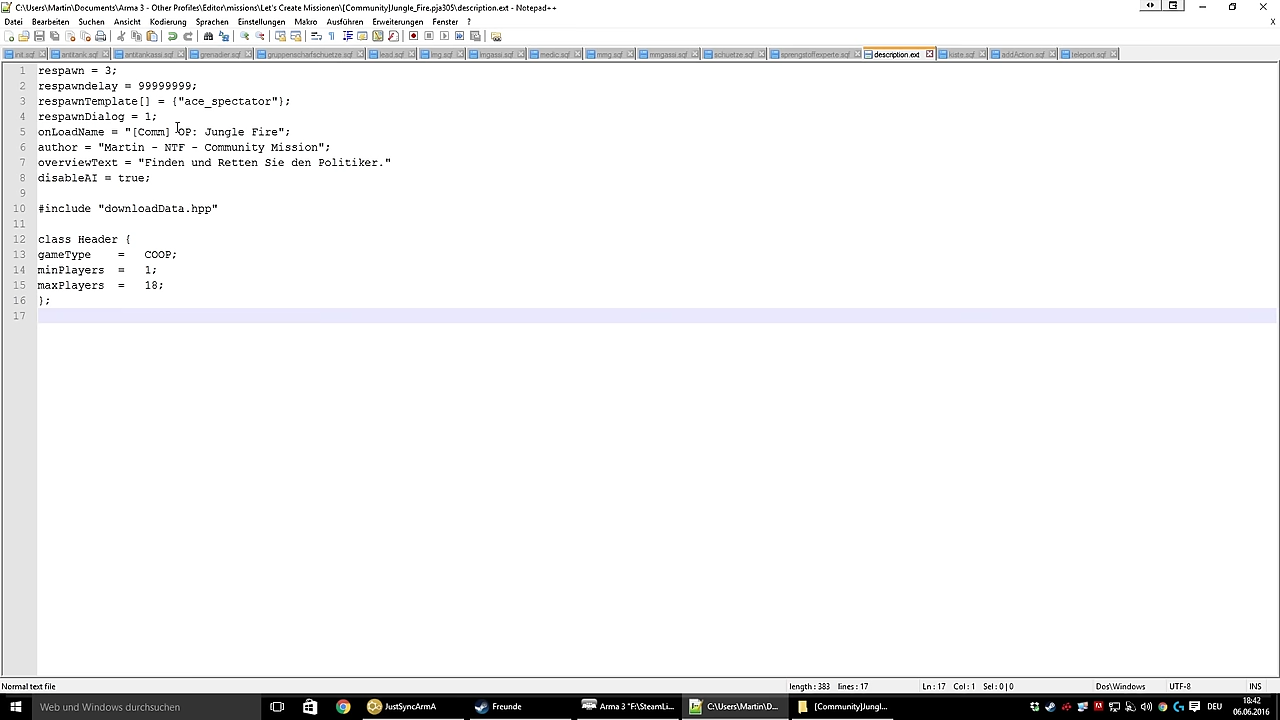 C:\Users\Martin\Documents\Arma 3 - Other Profiles\Editor\missions\Let's Create Missionen\[Community]Jungle_Fire.pja305\description.ext - Notepad++
Datei Bearbeiten Suchen Ansicht Kodierung Sprachen Einstellungen Makro Ausführen Erweiterungen Fenster ?
init.sqf antitank.sqf antitankassi.sqf grenadier.sqf gruppenscharfschuetze.sqf lead.sqf lmg.sqf lmgassi.sqf medic.sqf mmg.sqf mmgassi.sqf schuetze.sqf sprengstoffexperte.sqf description.ext kiste.sqf addAction.sqf teleport.sqf
1 respawn = 3;
2 respawndelay = 99999999;
3 respawnTemplate[] = {"ace_spectator"};
4 respawnDialog = 1;
5 onLoadName = "[Comm] OP: Jungle Fire";
6 author = "Martin - NTF - Community Mission";
7 overviewText = "Finden und Retten Sie den Politiker."
8 disableAI = true;
9
10 #include "downloadData.hpp"
11
12 class Header {
13 gameType = COOP;
14 minPlayers = 1;
15 maxPlayers = 18;
16 };
17
Normal text file length : 383 lines : 17 Ln : 17 Col : 1 Sel : 0 | 0 Dos\Windows UTF-8 INS
Web und Windows durchsuchen JustSyncArmA Freunde Arma 3 "F:\SteamLi... C:\Users\Martin\D... [Community]Jungl... DEU 18:42
06.06.2016